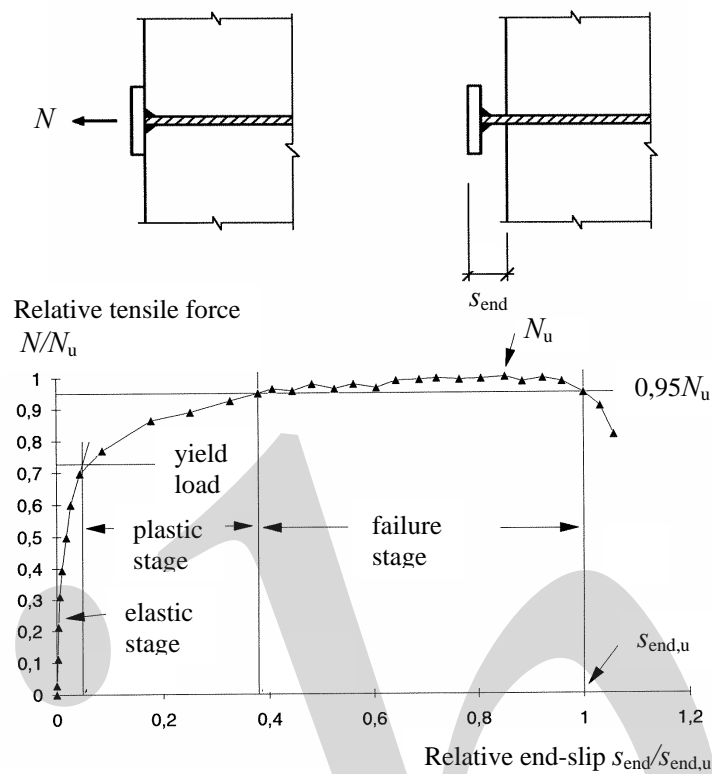 N
s_end
Relative tensile force
N/N_u
N_u
1
0,9
0,8
0,7
0,6
0,5
0,4
0,3
0,2
0,1
0
0,95N_u
yield
load
plastic
stage
failure
stage
elastic
stage
s_end,u
0
0,2
0,4
0,6
0,8
1
1,2
Relative end-slip s_end/s_end,u